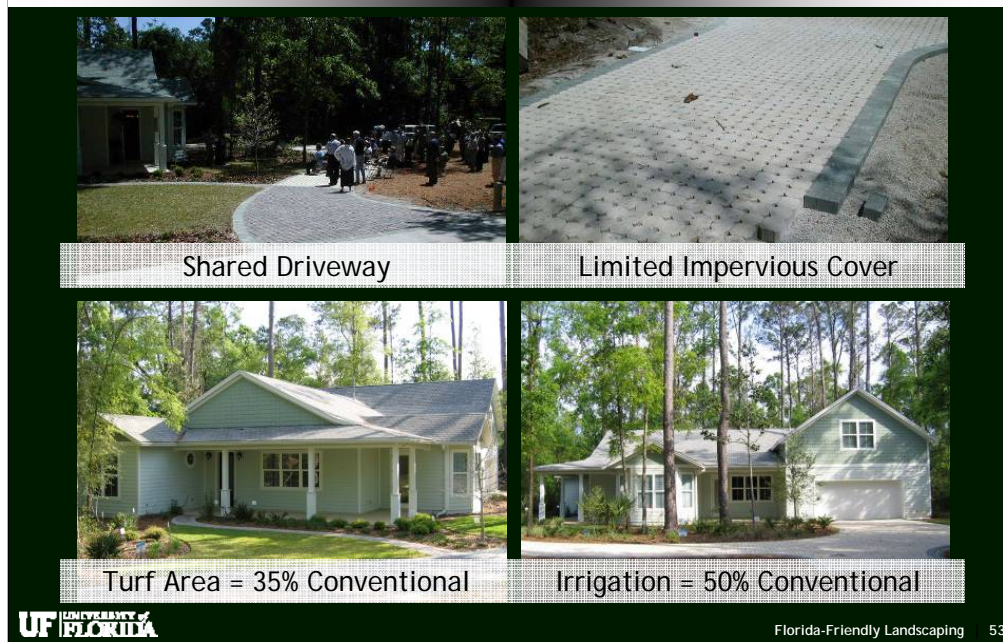 Shared Driveway
Limited Impervious Cover
Turf Area = 35% Conventional
Irrigation = 50% Conventional
UF UNIVERSITY of FLORIDA
Florida-Friendly Landscaping 53